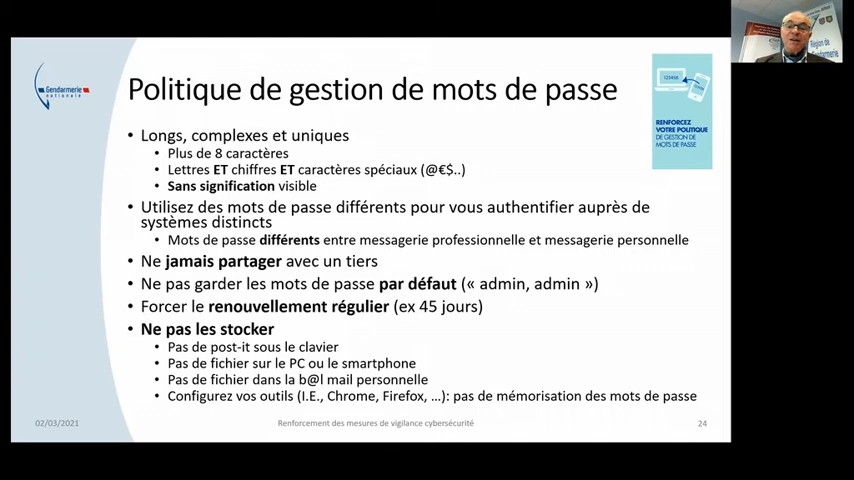 Gendarmerie
nationale
Politique de gestion de mots de passe
123456
RENFORCEZ
VOTRE POLITIQUE
DE GESTION DE
MOTS DE PASSE
• Longs, complexes et uniques
• Plus de 8 caractères
• Lettres ET chiffres ET caractères spéciaux (@€$..)
• Sans signification visible
• Utilisez des mots de passe différents pour vous authentifier auprès de
systèmes distincts
• Mots de passe différents entre messagerie professionnelle et messagerie personnelle
• Ne jamais partager avec un tiers
• Ne pas garder les mots de passe par défaut (« admin, admin »)
• Forcer le renouvellement régulier (ex 45 jours)
• Ne pas les stocker
• Pas de post-it sous le clavier
• Pas de fichier sur le PC ou le smartphone
• Pas de fichier dans la b@l mail personnelle
• Configurez vos outils (I.E., Chrome, Firefox, …): pas de mémorisation des mots de passe
02/03/2021
Renforcement des mesures de vigilance cybersécurité
24
Région de
Gendarmerie